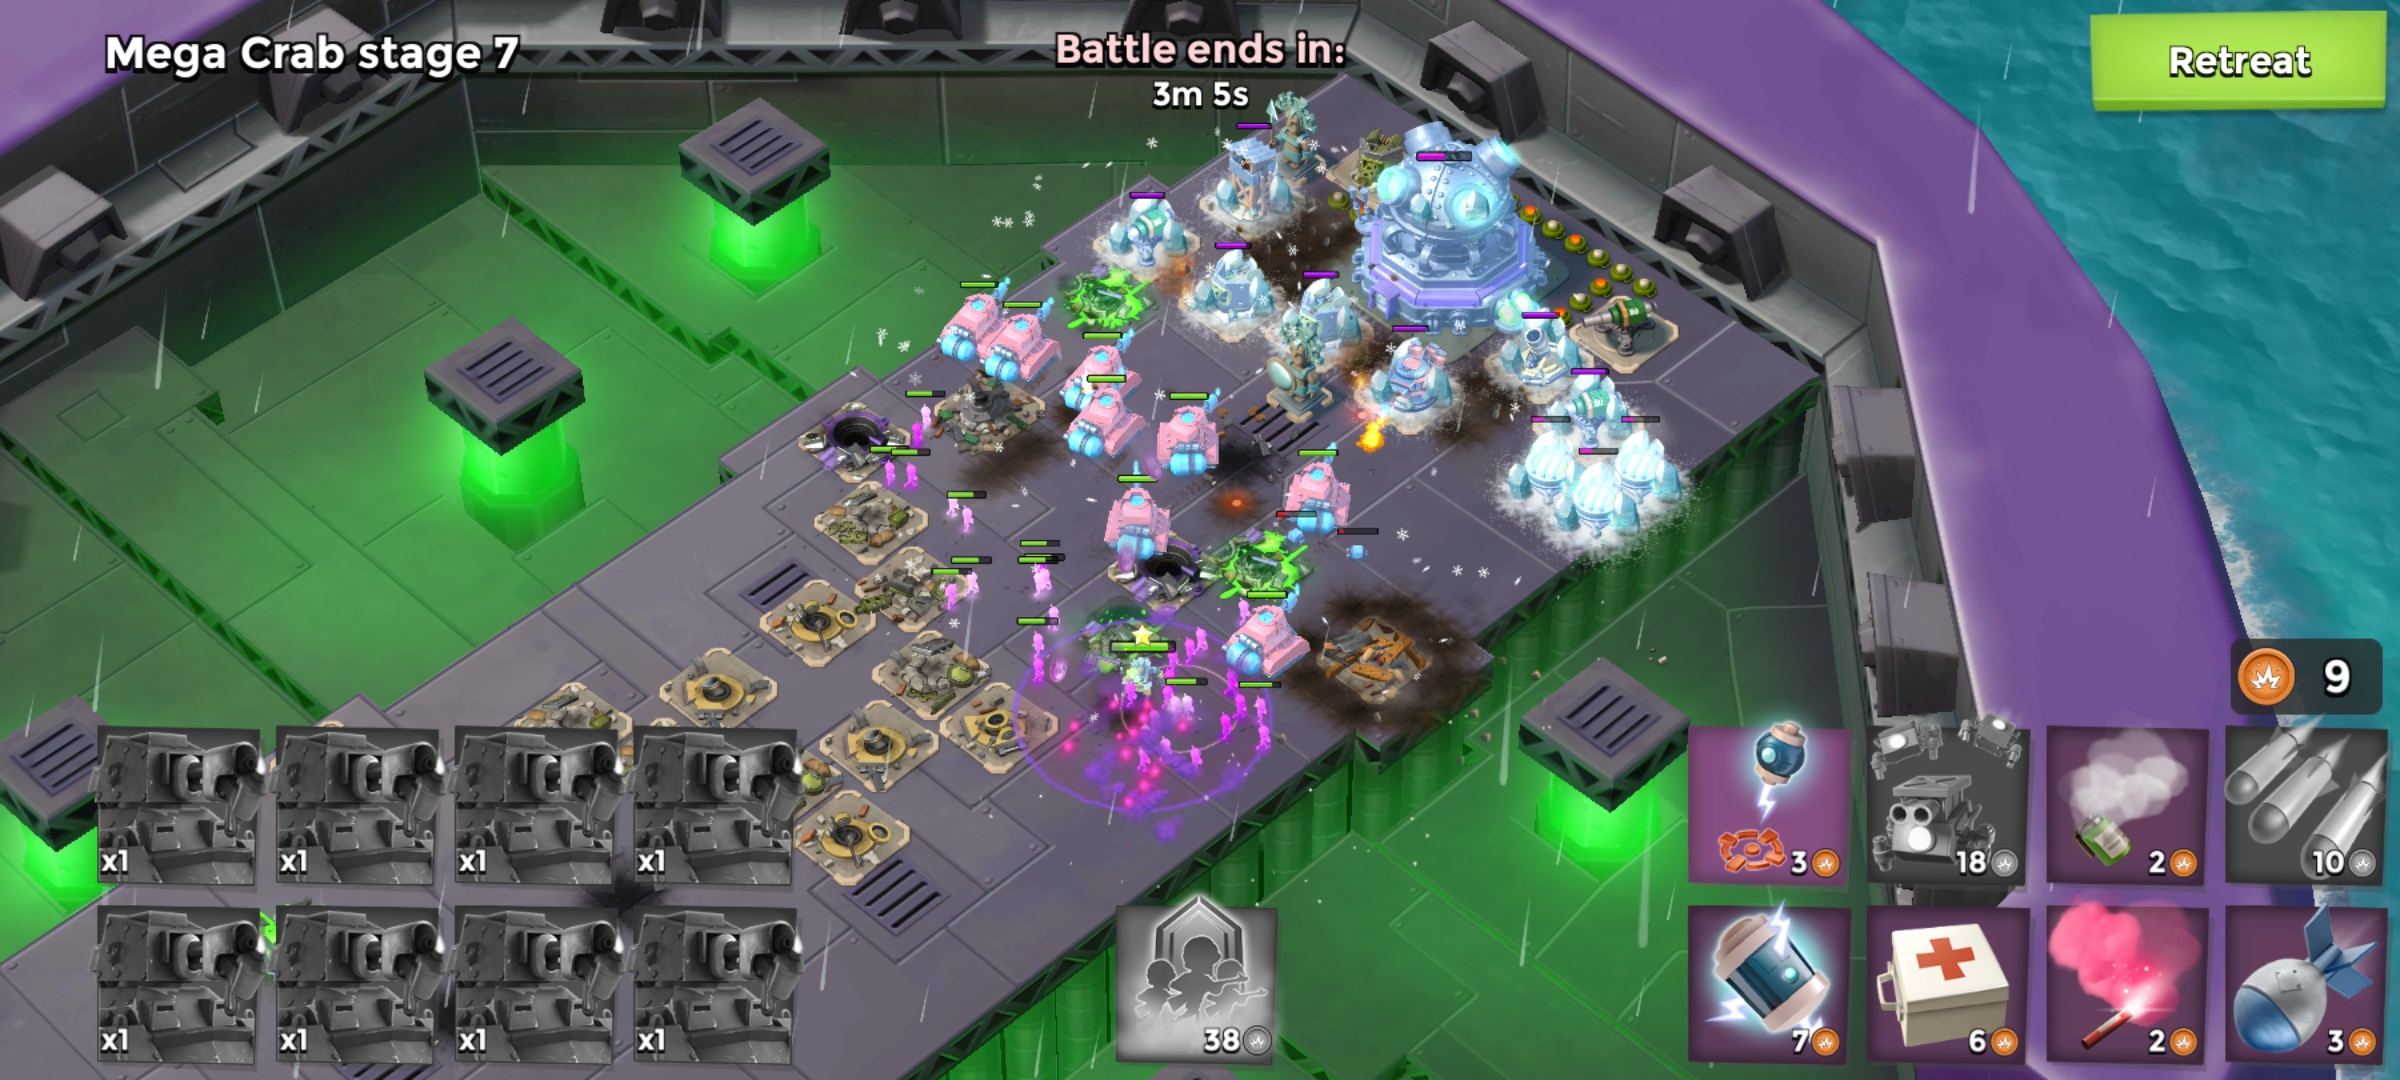 Mega Crab stage 7
Battle ends in:
3m 5s
Retreat
9
x1
x1
x1
x1
3
18
2
10
x1
x1
x1
x1
38
7
6
2
3